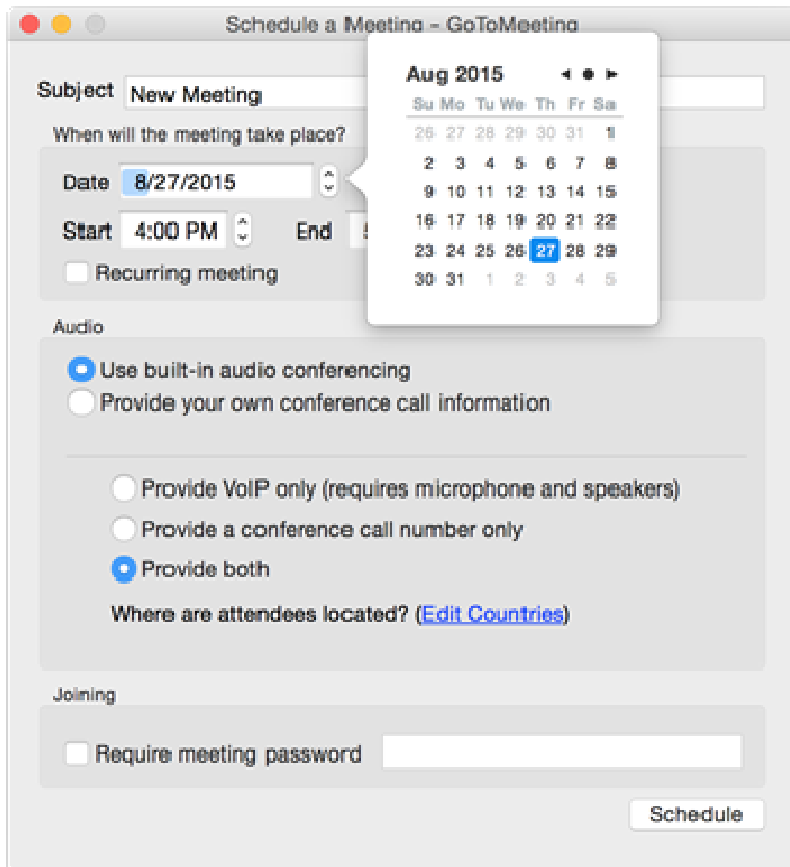 Schedule a Meeting - GoToMeeting
Subject New Meeting
When will the meeting take place?
Date 8/27/2015
Start 4:00 PM End
Recurring meeting
Aug 2015
Su Mo Tu We Th Fr Sa
26 27 28 29 30 31 1
2 3 4 5 6 7 8
9 10 11 12 13 14 15
16 17 18 19 20 21 22
23 24 25 26 27 28 29
30 31 1 2 3 4 5
Audio
Use built-in audio conferencing
Provide your own conference call information
Provide VoIP only (requires microphone and speakers)
Provide a conference call number only
Provide both
Where are attendees located? (Edit Countries)
Joining
Require meeting password
Schedule